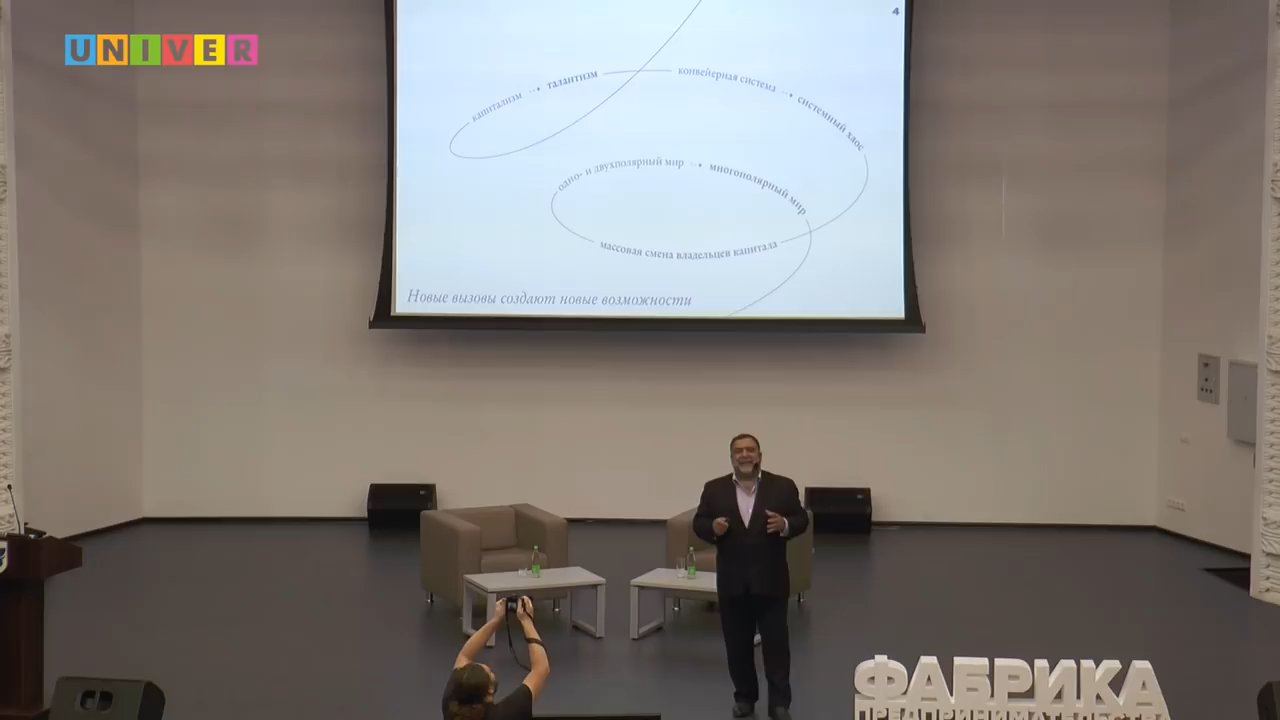 UNIVER
4
капитализм → талантизм
конвейерная система → системный хаос
одно- и двухполярный мир → многополярный мир
массовая смена владельцев капитала
Новые вызовы создают новые возможности
ФАБРИКА
ПРЕДПРИНИМАТЕЛЬСТВА